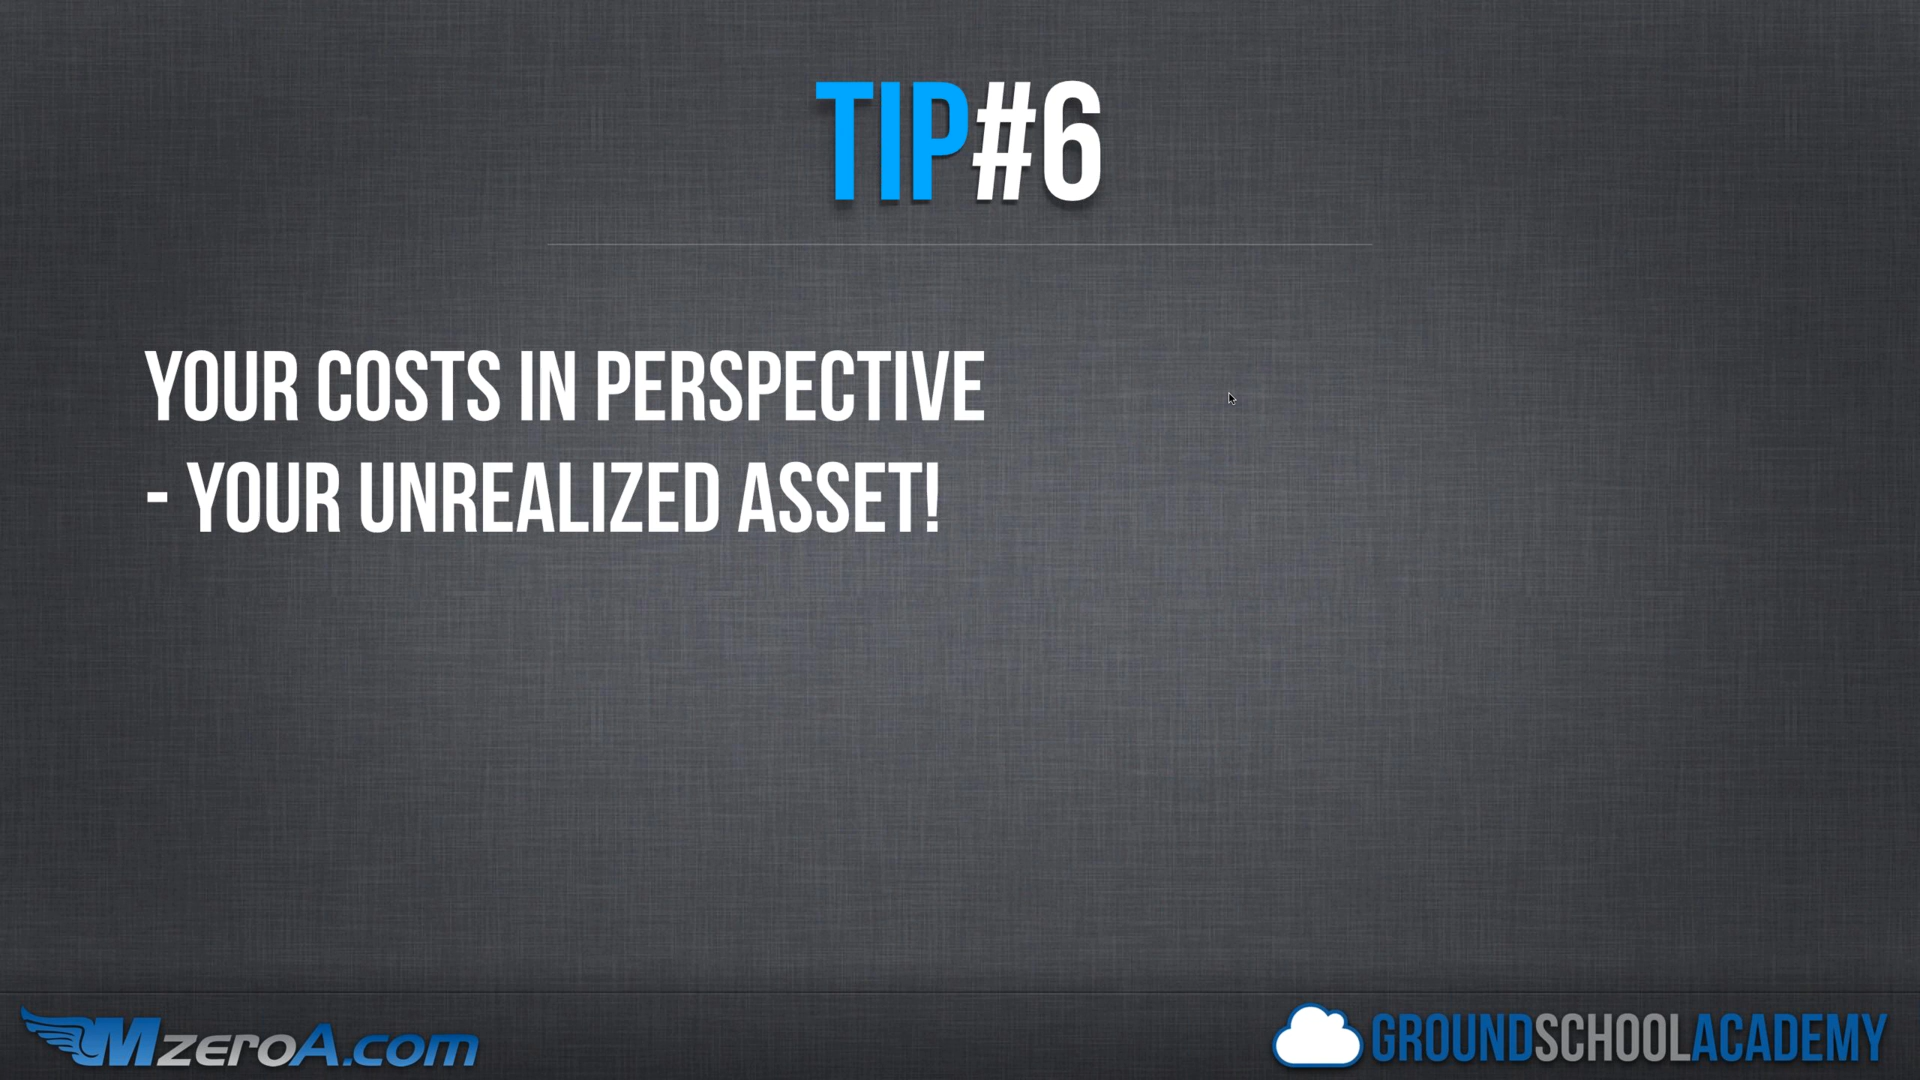 TIP#6
YOUR COSTS IN PERSPECTIVE
- YOUR UNREALIZED ASSET!
MzeroA.com
GROUNDSCHOOLACADEMY